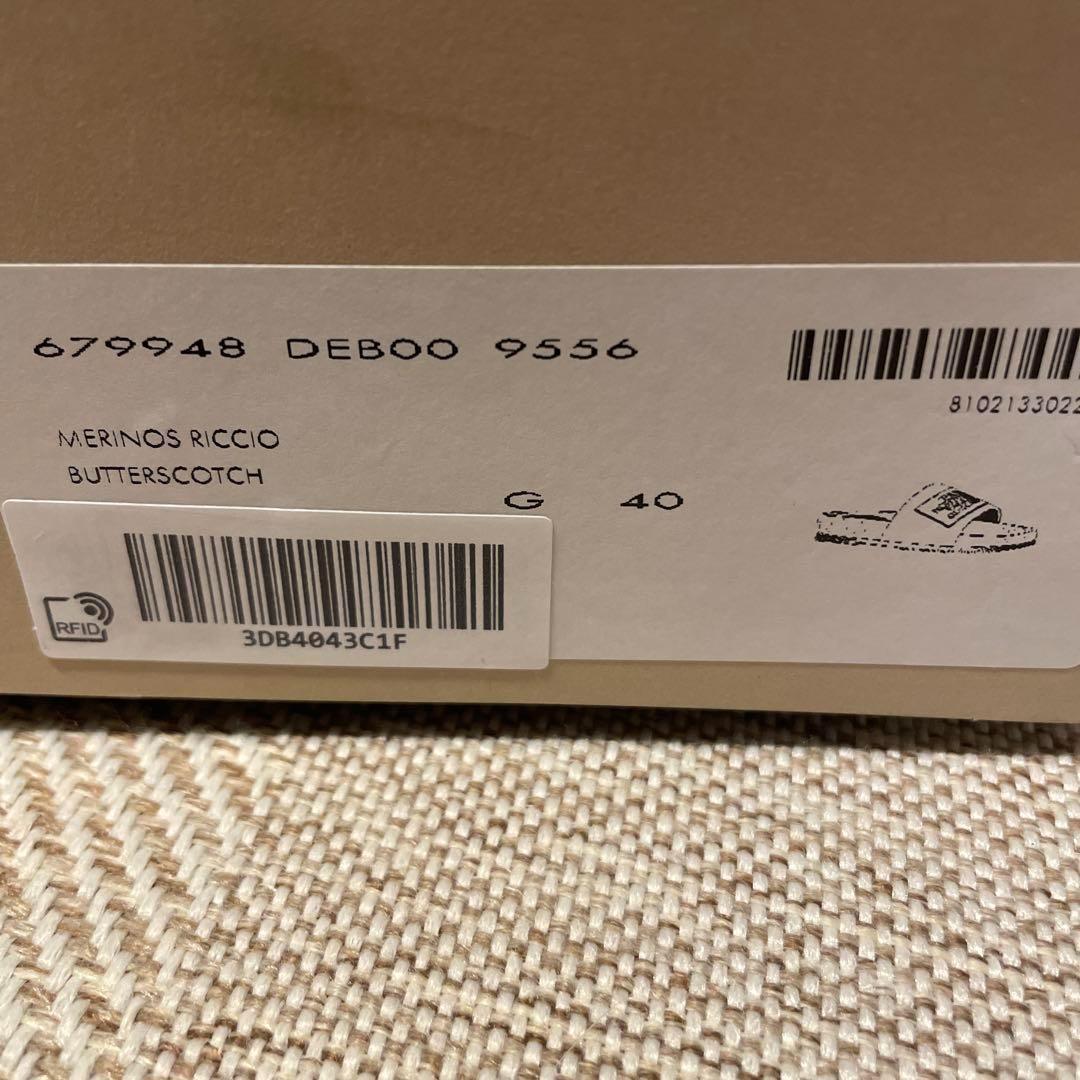 679948 DEBOO 9556
8102133022
MERINOS RICCIO
BUTTERSCOTCH
G 40
RFID
3DB4043C1F